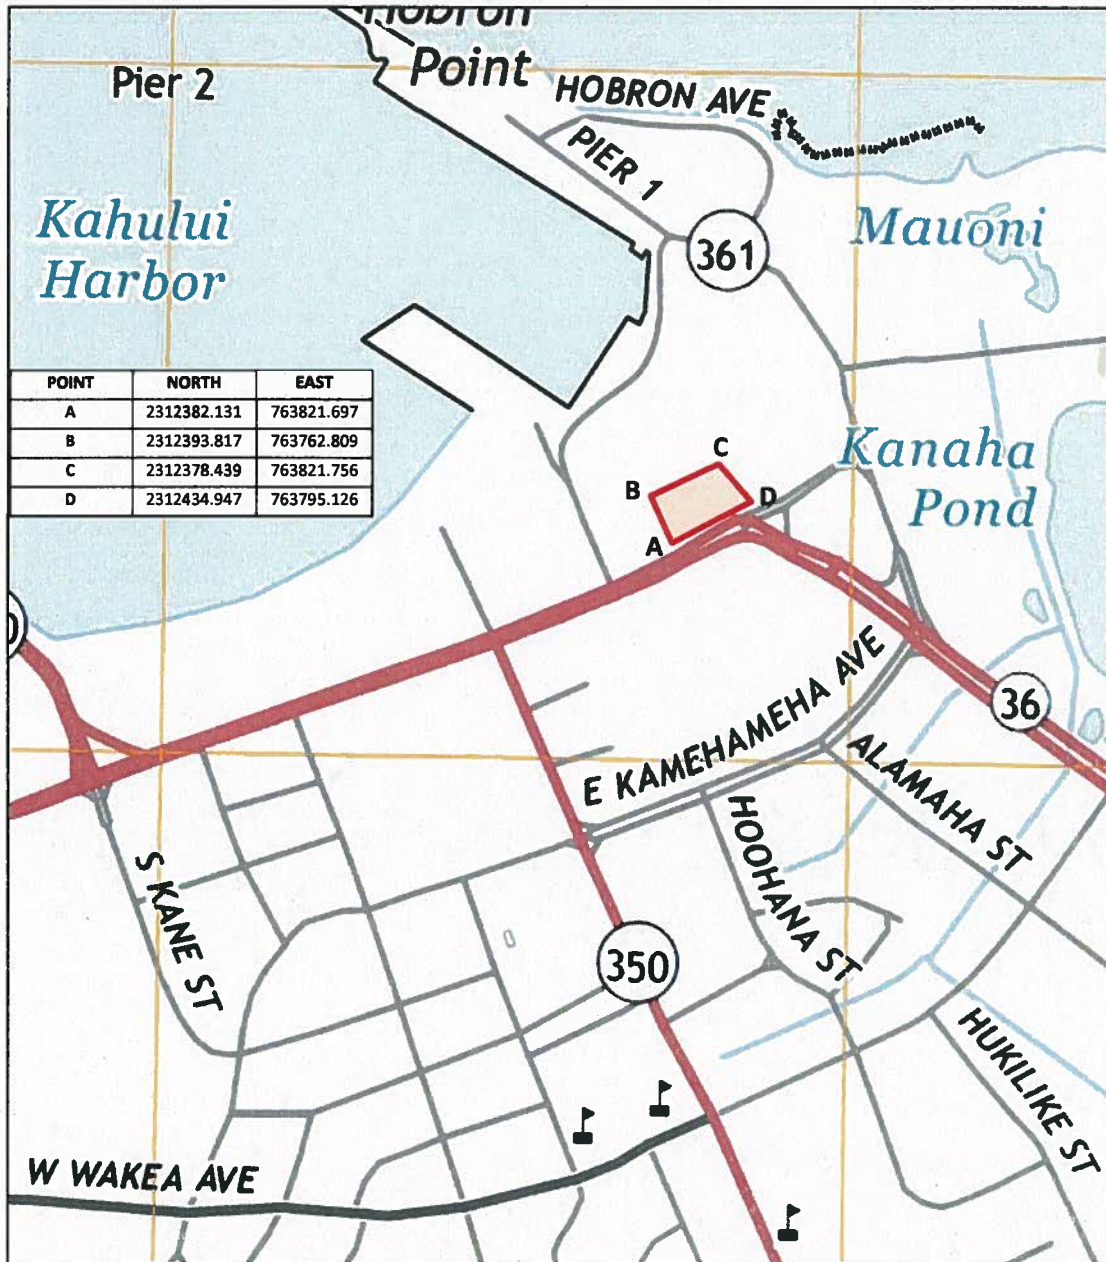 Hobron
Point
Pier 2
HOBRON AVE
PIER 1
Kahului
Harbor
361
Mauoni
POINT NORTH EAST
A 2312382.131 763821.697
B 2312393.817 763762.809
C 2312378.439 763821.756
D 2312434.947 763795.126
Kanaha
Pond
C
B
D
A
E KAMEHAMEHA AVE
36
ALAMAHA ST
HOOHANA ST
S KANE ST
350
HUKILIKE ST
W WAKEA AVE